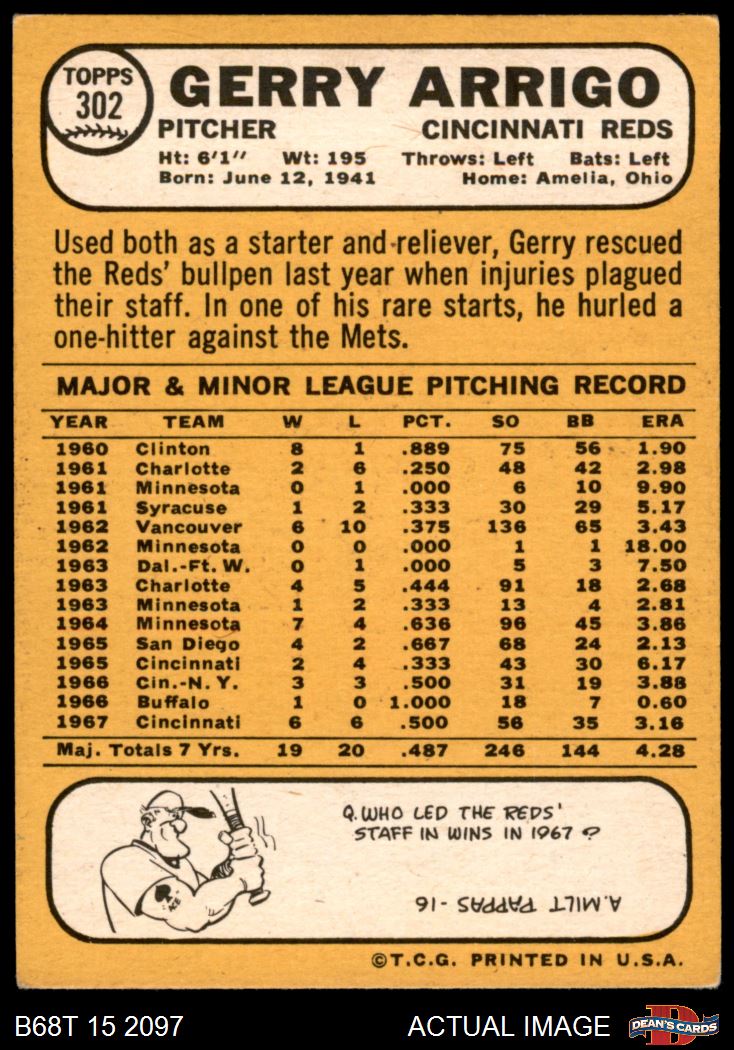 TOPPS
302
GERRY ARRIGO
PITCHER CINCINNATI REDS
Ht: 6'1" Wt: 195 Throws: Left Bats: Left
Born: June 12, 1941 Home: Amelia, Ohio
Used both as a starter and reliever, Gerry rescued
the Reds' bullpen last year when injuries plagued
their staff. In one of his rare starts, he hurled a
one-hitter against the Mets.
MAJOR & MINOR LEAGUE PITCHING RECORD
YEAR TEAM W L PCT. SO BB ERA
1960 Clinton 8 1 .889 75 56 1.90
1961 Charlotte 2 6 .250 48 42 2.98
1961 Minnesota 0 1 .000 6 10 9.90
1961 Syracuse 1 2 .333 30 29 5.17
1962 Vancouver 6 10 .375 136 65 3.43
1962 Minnesota 0 0 .000 1 1 18.00
1963 Dal.-Ft. W. 0 1 .000 5 3 7.50
1963 Charlotte 4 5 .444 91 18 2.68
1963 Minnesota 1 2 .333 13 4 2.81
1964 Minnesota 7 4 .636 96 45 3.86
1965 San Diego 4 2 .667 68 24 2.13
1965 Cincinnati 2 4 .333 43 30 6.17
1966 Cin.-N. Y. 3 3 .500 31 19 3.88
1966 Buffalo 1 0 1.000 18 7 0.60
1967 Cincinnati 6 6 .500 56 35 3.16
Maj. Totals 7 Yrs. 19 20 .487 246 144 4.28
Q. WHO LED THE REDS'
STAFF IN WINS IN 1967?
ACE
A. MILT PAPPAS - 16
©T.C.G. PRINTED IN U.S.A.
B68T 15 2097 ACTUAL IMAGE
D
DEAN'S CARDS